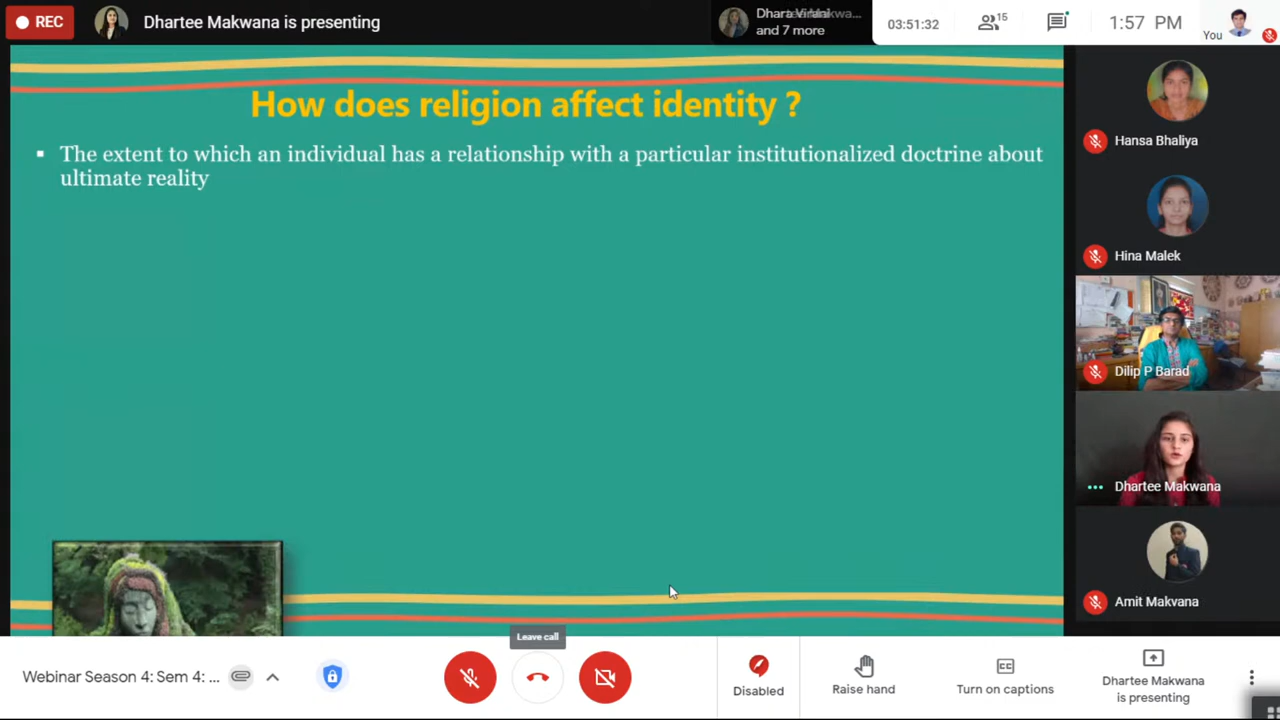 REC
Dhartee Makwana is presenting
and 7 more
03:51:32
15
1:57 PM
You
How does religion affect identity ?
▪ The extent to which an individual has a relationship with a particular institutionalized doctrine about
ultimate reality
Hansa Bhaliya
Hina Malek
Dilip P Barad
Dhartee Makwana
Amit Makvana
Leave call
Webinar Season 4: Sem 4: ...
Disabled
Raise hand
CC
Turn on captions
Dhartee Makwana
is presenting